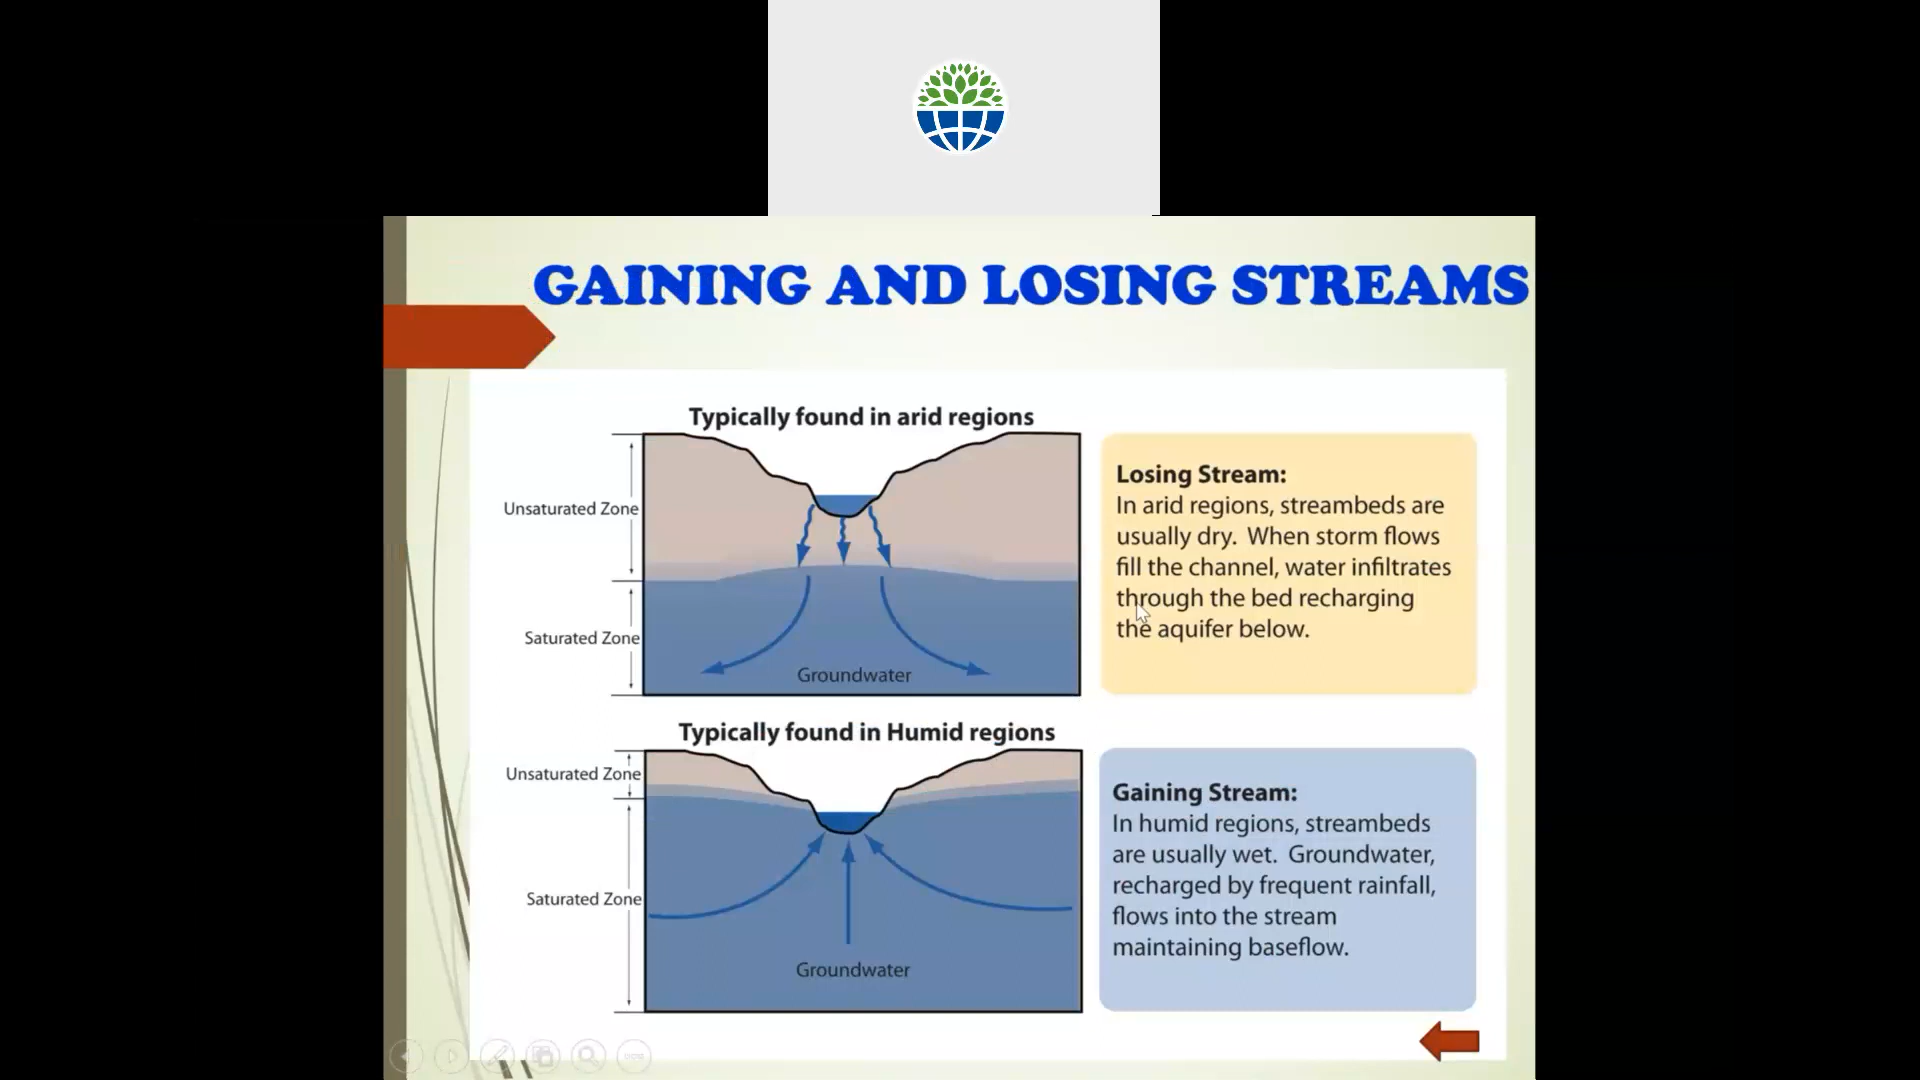 GAINING AND LOSING STREAMS
Typically found in arid regions
Unsaturated Zone
Saturated Zone
Groundwater
Losing Stream:
In arid regions, streambeds are
usually dry. When storm flows
fill the channel, water infiltrates
through the bed recharging
the aquifer below.
Typically found in Humid regions
Unsaturated Zone
Saturated Zone
Groundwater
Gaining Stream:
In humid regions, streambeds
are usually wet. Groundwater,
recharged by frequent rainfall,
flows into the stream
maintaining baseflow.